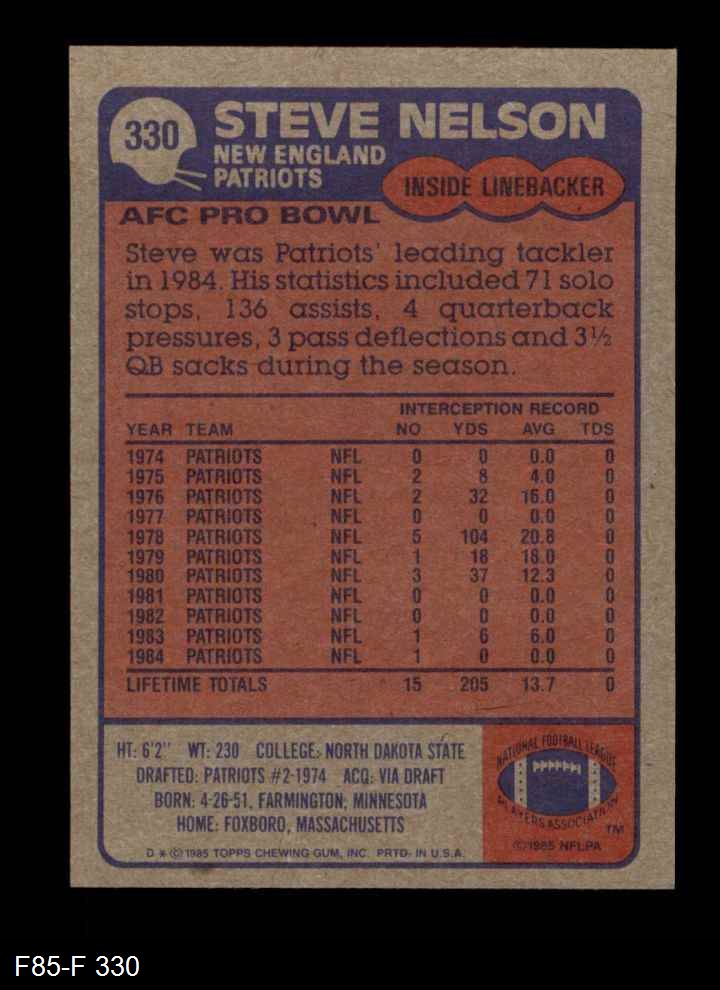 330
STEVE NELSON
NEW ENGLAND
PATRIOTS
INSIDE LINEBACKER
AFC PRO BOWL
Steve was Patriots' leading tackler
in 1984. His statistics included 71 solo
stops, 136 assists, 4 quarterback
pressures, 3 pass deflections and 3½
QB sacks during the season.
INTERCEPTION RECORD
YEAR TEAM NO YDS AVG TDS
1974 PATRIOTS NFL 0 0 0.0 0
1975 PATRIOTS NFL 2 8 4.0 0
1976 PATRIOTS NFL 2 32 16.0 0
1977 PATRIOTS NFL 0 0 0.0 0
1978 PATRIOTS NFL 5 104 20.8 0
1979 PATRIOTS NFL 1 18 18.0 0
1980 PATRIOTS NFL 3 37 12.3 0
1981 PATRIOTS NFL 0 0 0.0 0
1982 PATRIOTS NFL 0 0 0.0 0
1983 PATRIOTS NFL 1 6 6.0 0
1984 PATRIOTS NFL 1 0 0.0 0
LIFETIME TOTALS 15 205 13.7 0
HT: 6'2" WT: 230 COLLEGE: NORTH DAKOTA STATE
DRAFTED: PATRIOTS #2-1974 ACQ: VIA DRAFT
BORN: 4-26-51, FARMINGTON, MINNESOTA
HOME: FOXBORO, MASSACHUSETTS
D * © 1985 TOPPS CHEWING GUM, INC. PRTD. IN U.S.A.
NATIONAL FOOTBALL LEAGUE
PLAYERS ASSOCIATION
TM
© 1985 NFLPA
F85-F 330